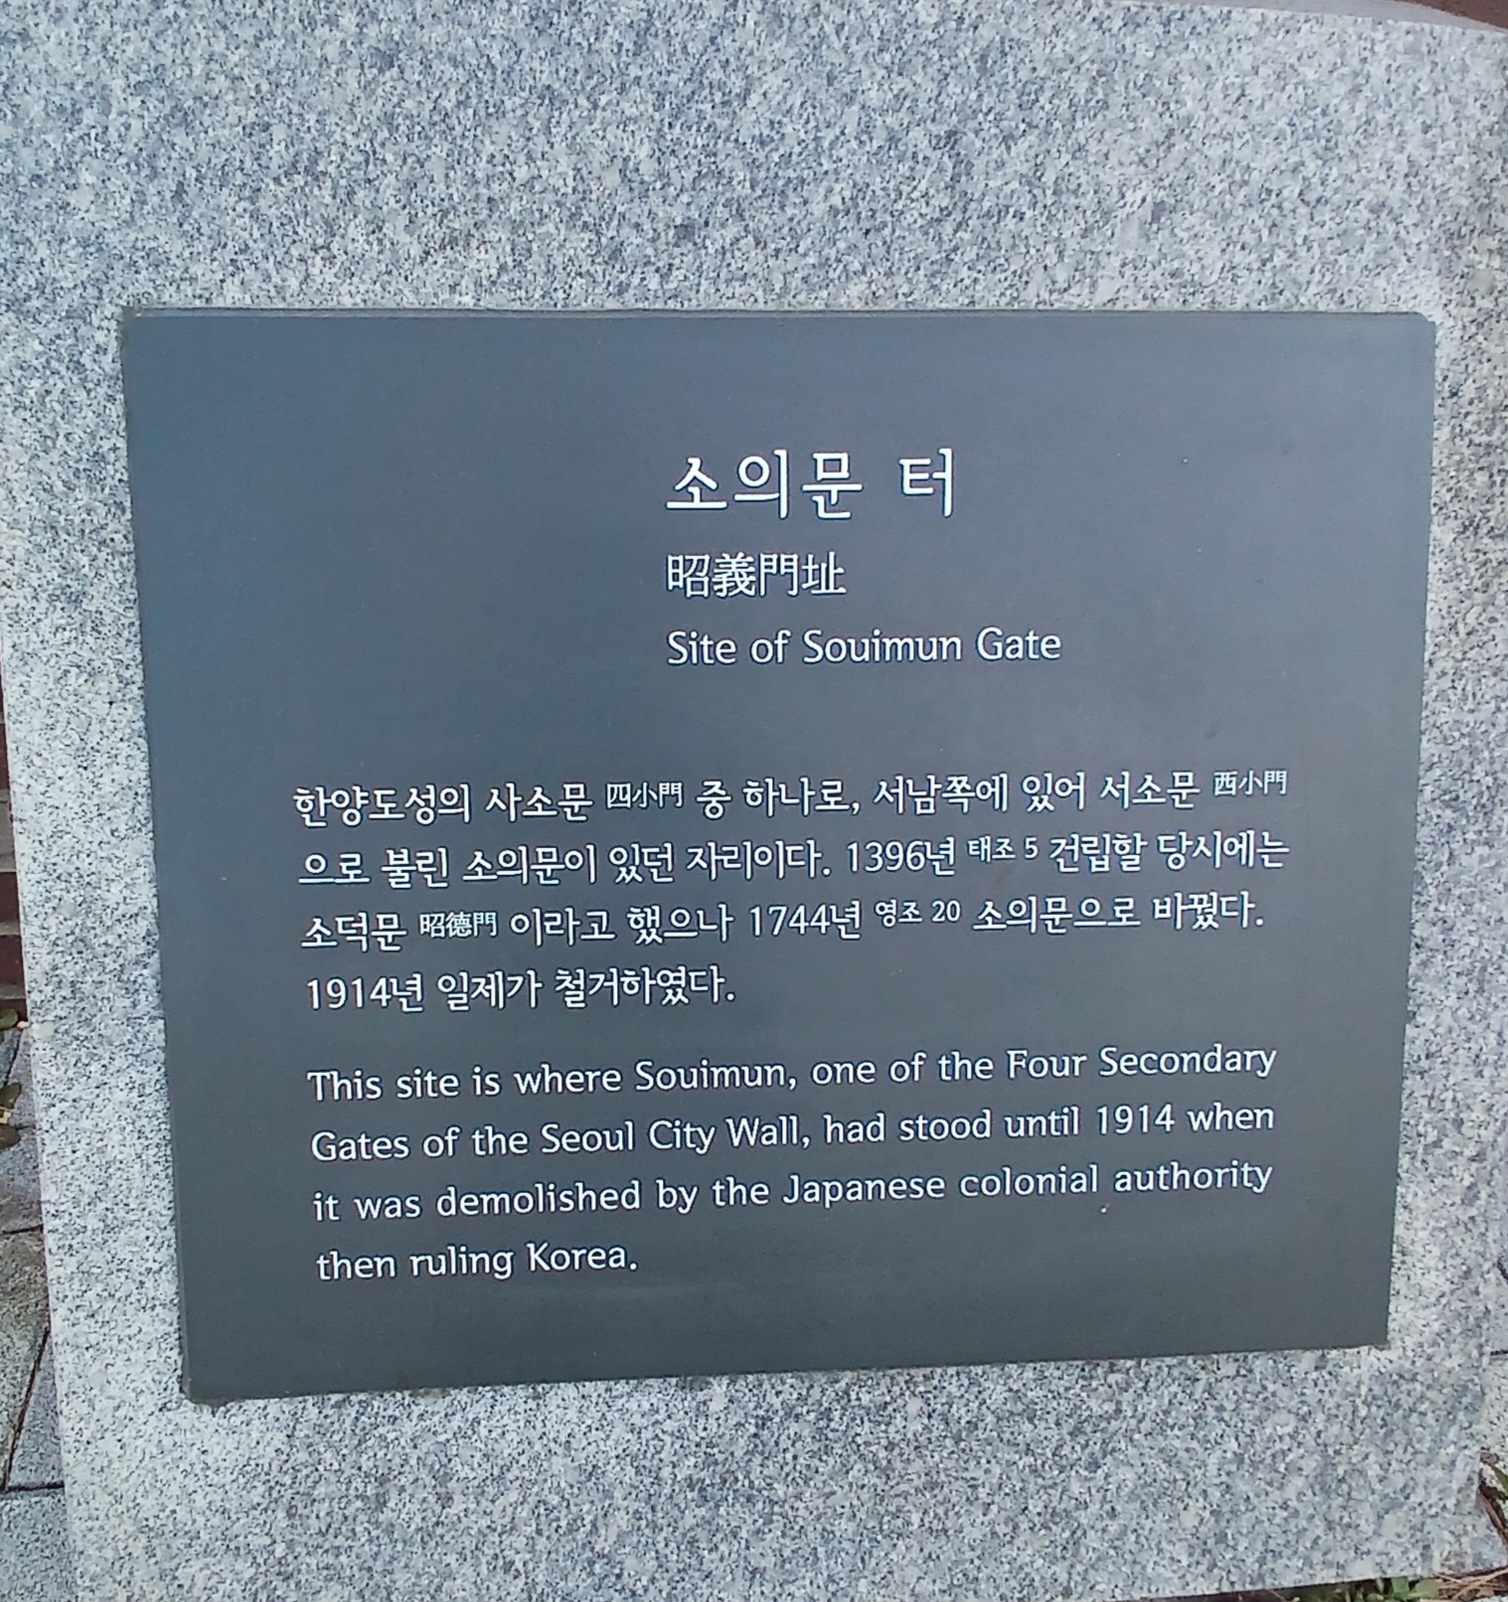 소의문 터
昭義門址
Site of Souimun Gate
한양도성의 사소문 四小門 중 하나로, 서남쪽에 있어 서소문 西小門
으로 불린 소의문이 있던 자리이다. 1396년 태조 5 건립할 당시에는
소덕문 昭德門 이라고 했으나 1744년 영조 20 소의문으로 바꿨다.
1914년 일제가 철거하였다.
This site is where Souimun, one of the Four Secondary
Gates of the Seoul City Wall, had stood until 1914 when
it was demolished by the Japanese colonial authority
then ruling Korea.